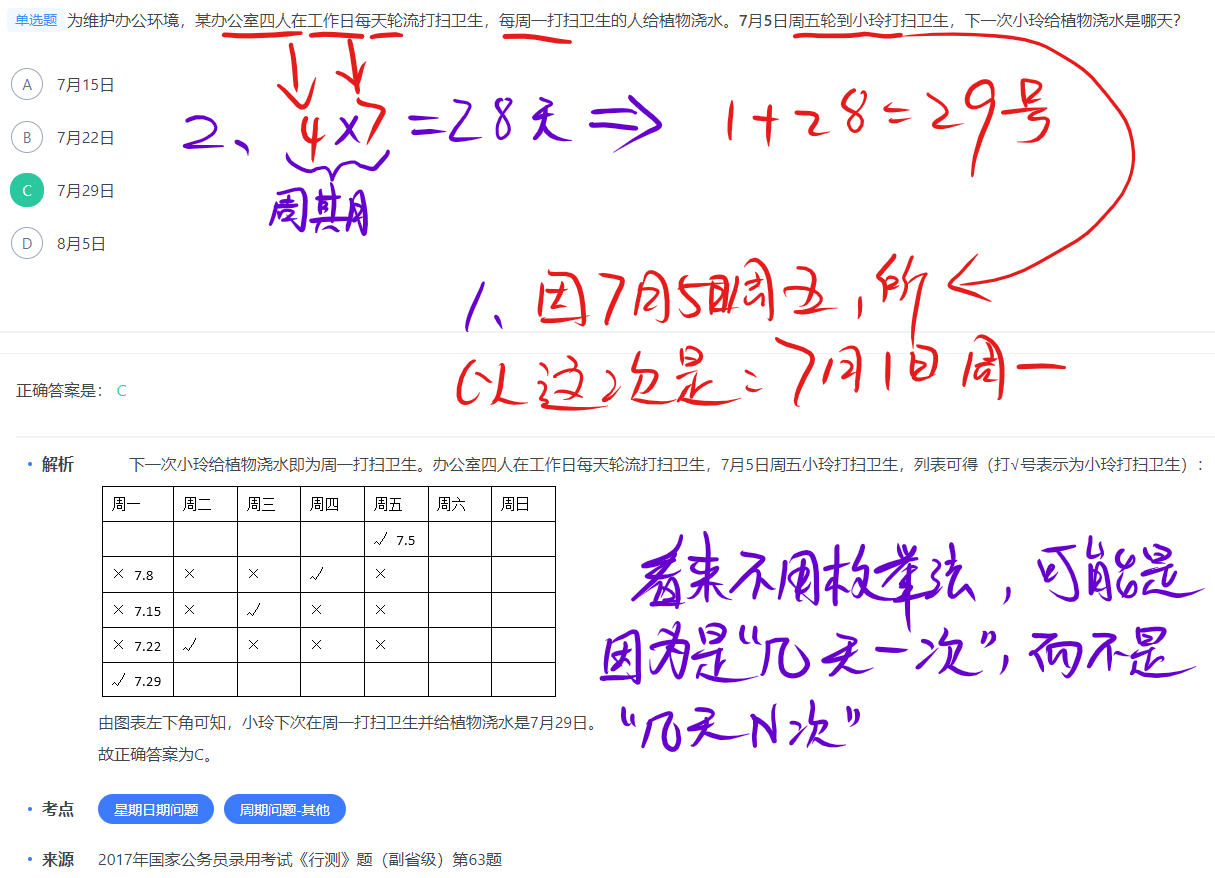 单选题 为维护办公环境，某办公室四人在工作日每天轮流打扫卫生，每周一打扫卫生的人给植物浇水。7月5日周五轮到小玲打扫卫生，下一次小玲给植物浇水是哪天?
A 7月15日
B 7月22日
C 7月29日
D 8月5日
2、4×7=28天 ⇒ 1+28=29号
周期
1、因7月5日周五,所
以这次是:7月1日周一
正确答案是： C
解析 下一次小玲给植物浇水即为周一打扫卫生。办公室四人在工作日每天轮流打扫卫生，7月5日周五小玲打扫卫生，列表可得（打√号表示为小玲打扫卫生）:
周一 周二 周三 周四 周五 周六 周日
√ 7.5
× 7.8 × × √ ×
× 7.15 × √ × ×
× 7.22 √ × × ×
√ 7.29
看来不用枚举法，可能是
因为是“几天一次”，而不是
“几天N次”
由图表左下角可知，小玲下次在周一打扫卫生并给植物浇水是7月29日。
故正确答案为C。
考点 星期日期问题 周期问题-其他
来源 2017年国家公务员录用考试《行测》题（副省级）第63题